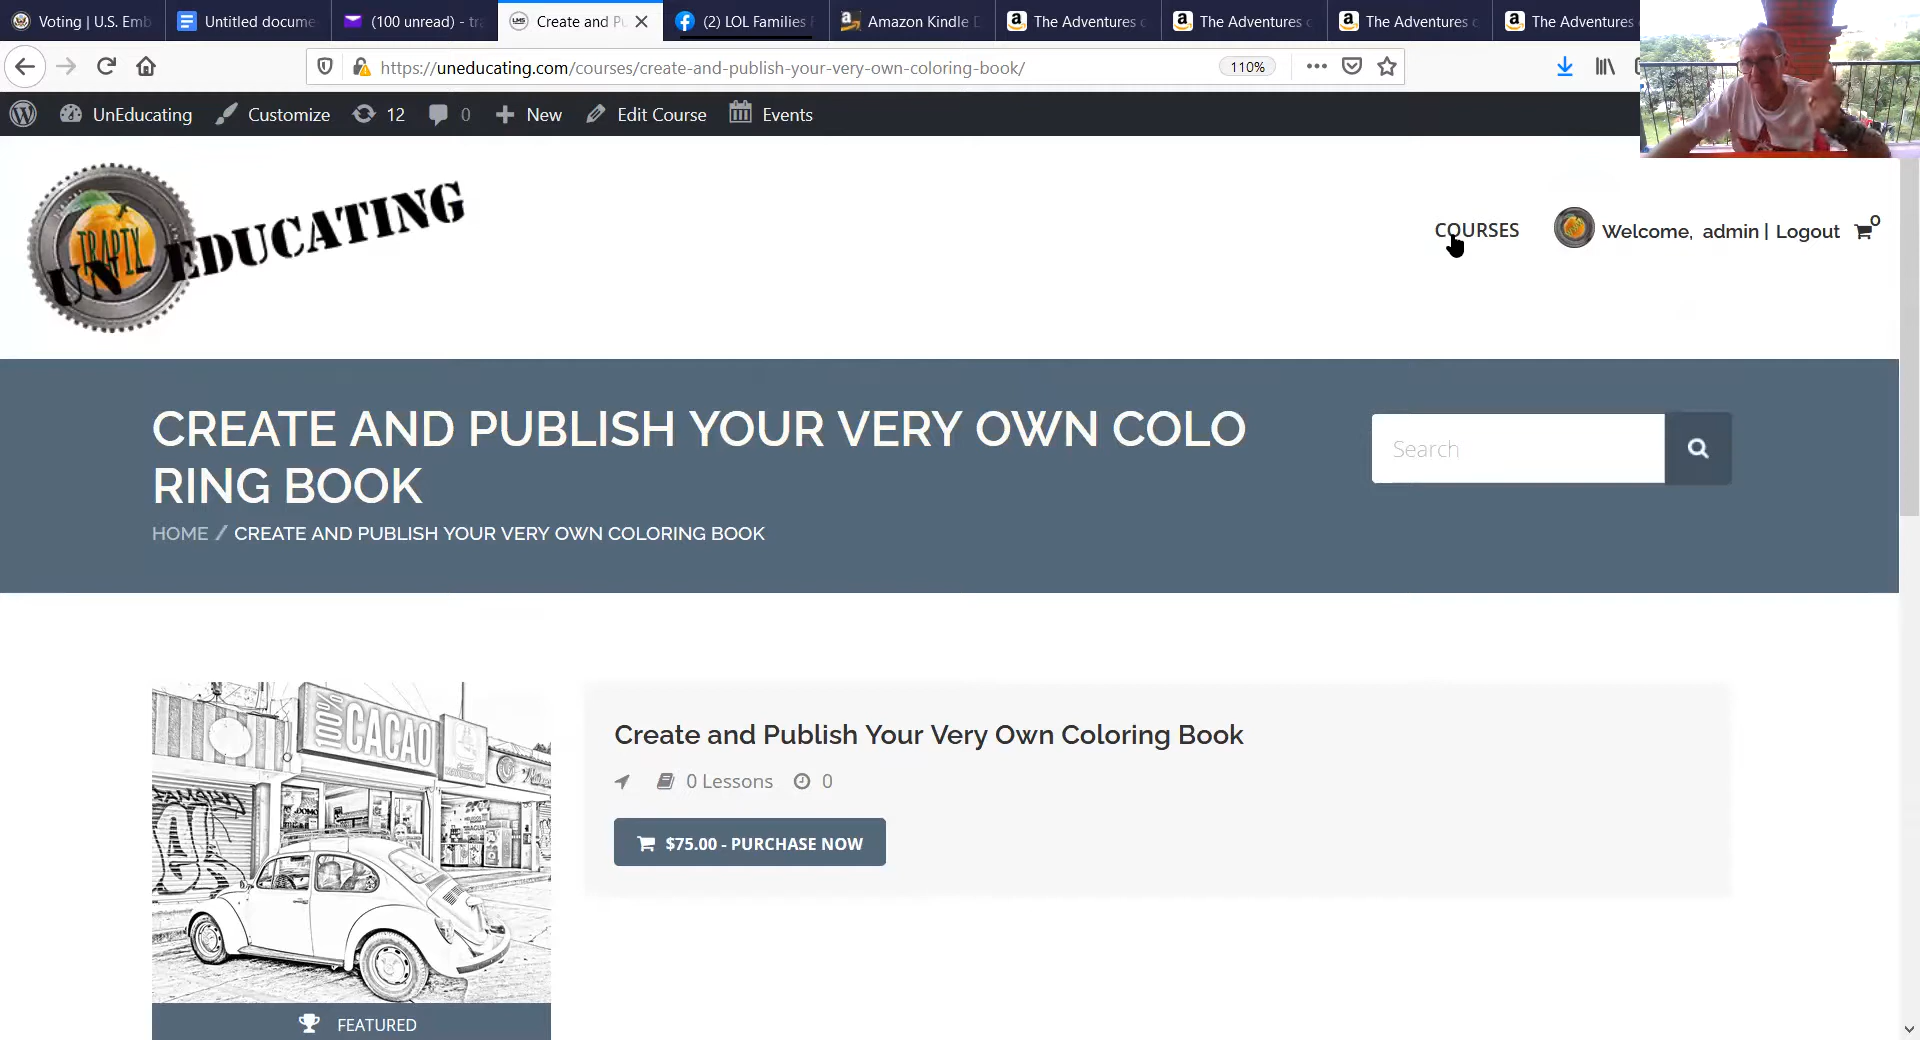 Voting | U.S. Emb
Untitled docume
(100 unread) - tra
LMS
Create and Pu
(2) LOL Families
Amazon Kindle D
The Adventures
The Adventures
The Adventures
The Adventures
https://uneducating.com/courses/create-and-publish-your-very-own-coloring-book/
110%
UnEducating
Customize
12
0
New
Edit Course
Events
TRAPTX
UN EDUCATING
COURSES
Welcome, admin | Logout
0
CREATE AND PUBLISH YOUR VERY OWN COLO
RING BOOK
Search
HOME / CREATE AND PUBLISH YOUR VERY OWN COLORING BOOK
100% CACAO
Create and Publish Your Very Own Coloring Book
0 Lessons
0
$75.00 - PURCHASE NOW
FEATURED